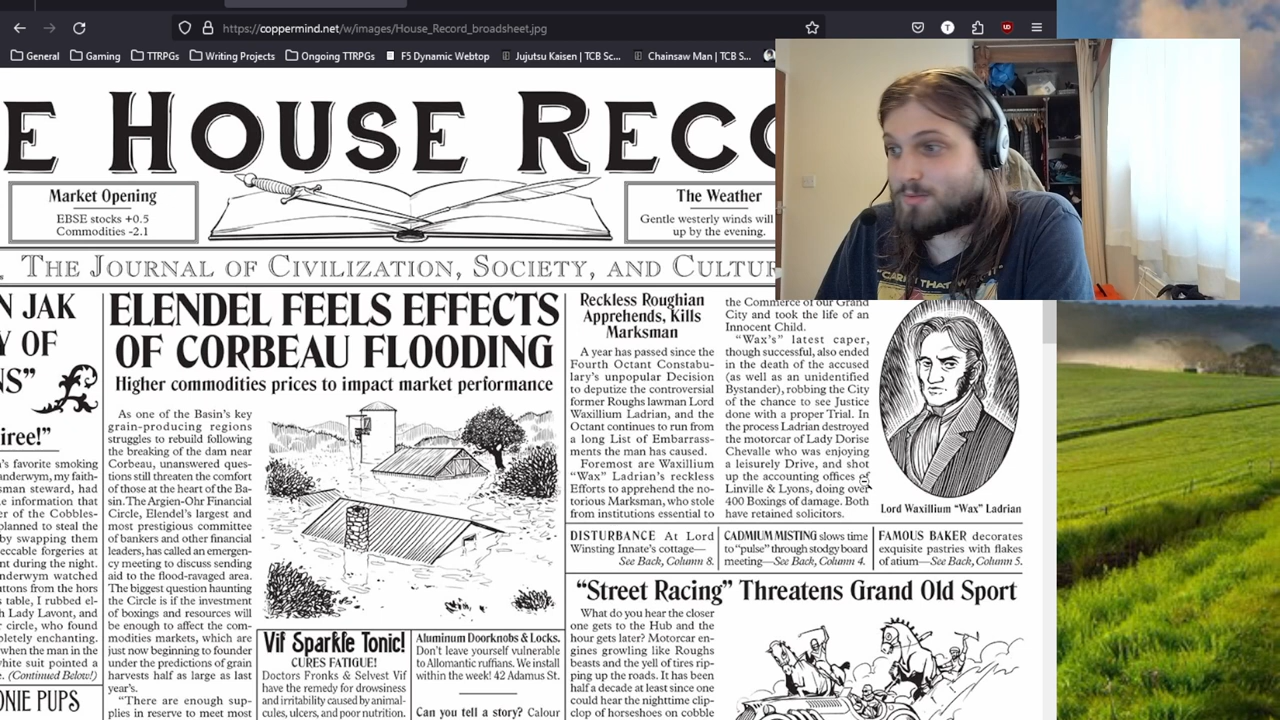 https://coppermind.net/w/images/House_Record_broadsheet.jpg
General
Gaming
TTRPGs
Writing Projects
Ongoing TTRPGs
F5 Dynamic Webtop
Jujutsu Kaisen | TCB Sc...
Chainsaw Man | TCB S...
E HOUSE RECO
Market Opening
EBSE stocks +0.5
Commodities -2.1
The Weather
Gentle westerly winds will
up by the evening.
THE JOURNAL OF CIVILIZATION, SOCIETY, AND CULTU
N JAK
Y OF
NS”
iree!”
’s favorite smoking
sman steward, had
information that
er of the Cobbles-
planned to steal the
by swapping them
eccable forgeries at
nt during the night.
nderwym watched
uttons from the hors
s table, I rubbed el-
h Lady Lavont, and
r circle, who found
pletely enchanting.
when the man in the
white suit pointed a
(Continued Below!)
ONIE PUPS
ELENDEL FEELS EFFECTS
OF CORBEAU FLOODING
Higher commodities prices to impact market performance
As one of the Basin’s key
grain-producing regions
struggles to rebuild following
the breaking of the dam near
Corbeau, unanswered ques-
tions still threaten the comfort
of those at the heart of the Ba-
sin. The Argien-Ohr Financial
Circle, Elendel’s largest and
most prestigious committee
of bankers and other financial
leaders, has called an emergen-
cy meeting to discuss sending
aid to the flood-ravaged area.
The biggest question haunting
the Circle is if the investment
of boxings and resources will
be enough to affect the com-
modities markets, which are
just now beginning to founder
under the predictions of grain
harvests half as large as last
year’s.
“There are enough sup-
plies in reserve to meet most
Vif Sparkle Tonic!
CURES FATIGUE!
Doctors Fronks & Selvest Vif
have the remedy for drowsiness
and irritability caused by animal-
cules, ulcers, and poor nutrition.
Aluminum Doorknobs & Locks.
Don’t leave yourself vulnerable
to Allomantic ruffians. We install
within the week! 42 Adamus St.
Can you tell a story? Calour
Reckless Roughian
Apprehends, Kills
Marksman
A year has passed since the
Fourth Octant Constabu-
lary’s unpopular Decision
to deputize the controversial
former Roughs lawman Lord
Waxillium Ladrian, and the
Octant continues to run from
a long List of Embarrass-
ments the man has caused.
Foremost are Waxillium
“Wax” Ladrian’s reckless
Efforts to apprehend the no-
torious Marksman, who stole
from institutions essential to
the Commerce of our Grand
City and took the life of an
Innocent Child.
“Wax’s” latest caper,
though successful, also ended
in the death of the accused
(as well as an unidentified
Bystander), robbing the City
of the chance to see Justice
done with a proper Trial. In
the process Ladrian destroyed
the motorcar of Lady Dorise
Chevalle who was enjoying
a leisurely Drive, and shot
up the accounting offices of
Linville & Lyons, doing over
400 Boxings of damage. Both
have retained solicitors.
Lord Waxillium “Wax” Ladrian
DISTURBANCE At Lord
Winsting Innate’s cottage—
See Back, Column 8.
CADMIUM MISTING slows time
to “pulse” through stodgy board
meeting—See Back, Column 4.
FAMOUS BAKER decorates
exquisite pastries with flakes
of atium—See Back, Column 5.
“Street Racing” Threatens Grand Old Sport
What do you hear the closer
one gets to the Hub and the
hour gets later? Motorcar en-
gines growling like Roughs
beasts and the yell of tires rip-
ping up the roads. It has been
half a decade at least since one
could hear the nighttime clip-
clop of horseshoes on cobble